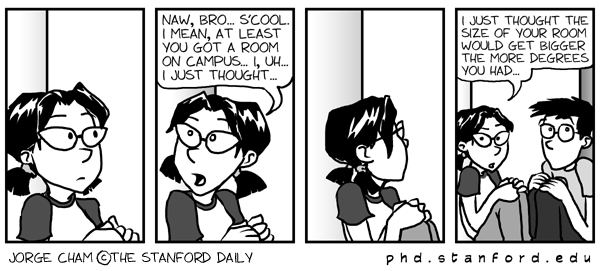 NAW, BRO... S'COOL.
I MEAN, AT LEAST
YOU GOT A ROOM
ON CAMPUS... I, UH...
I JUST THOUGHT...
I JUST THOUGHT THE
SIZE OF YOUR ROOM
WOULD GET BIGGER
THE MORE DEGREES
YOU HAD...
JORGE CHAM ©THE STANFORD DAILY
phd.stanford.edu